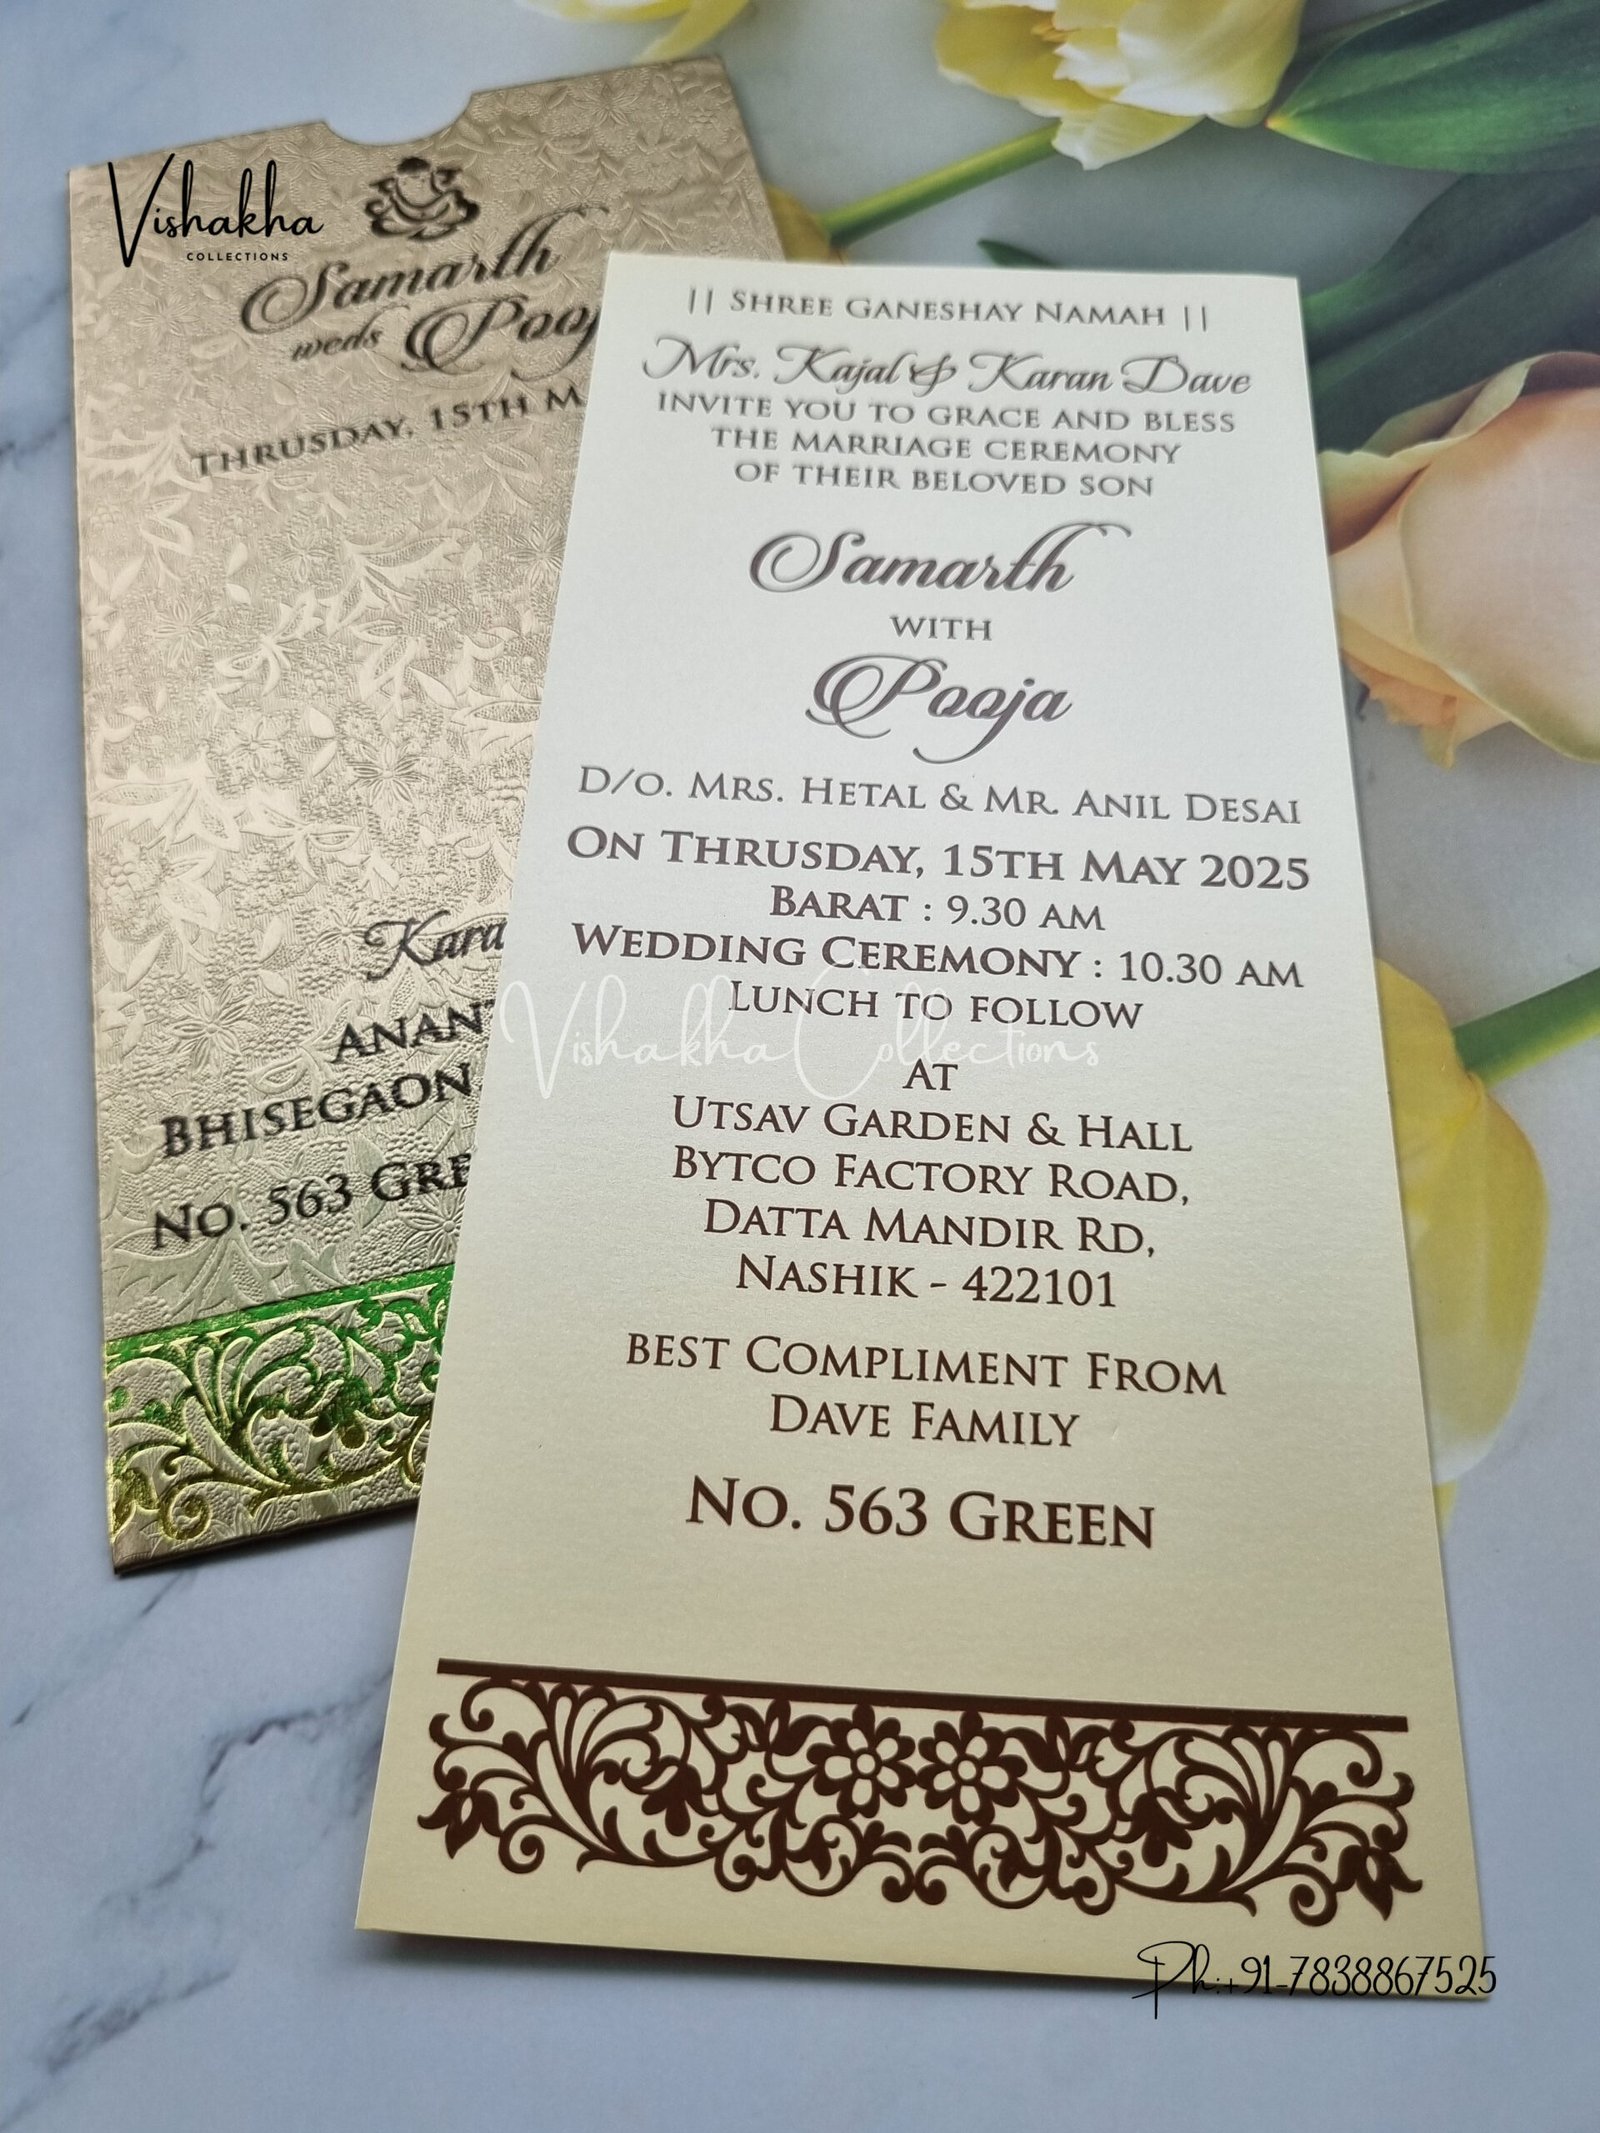 Vishakha
COLLECTIONS
Samarth
weds Pooj
THRUSDAY, 15TH M
Kara
ANANT
BHISEGAON
No. 563 GRE
|| SHREE GANESHAY NAMAH ||
Mrs. Kajal & Karan Dave
INVITE YOU TO GRACE AND BLESS
THE MARRIAGE CEREMONY
OF THEIR BELOVED SON
Samarth
WITH
Pooja
D/O. MRS. HETAL & MR. ANIL DESAI
ON THRUSDAY, 15TH MAY 2025
BARAT : 9.30 AM
WEDDING CEREMONY : 10.30 AM
LUNCH TO FOLLOW
Vishakha Collections
AT
UTSAV GARDEN & HALL
BYTCO FACTORY ROAD,
DATTA MANDIR RD,
NASHIK - 422101
BEST COMPLIMENT FROM
DAVE FAMILY
No. 563 GREEN
Ph:+91-7838867525